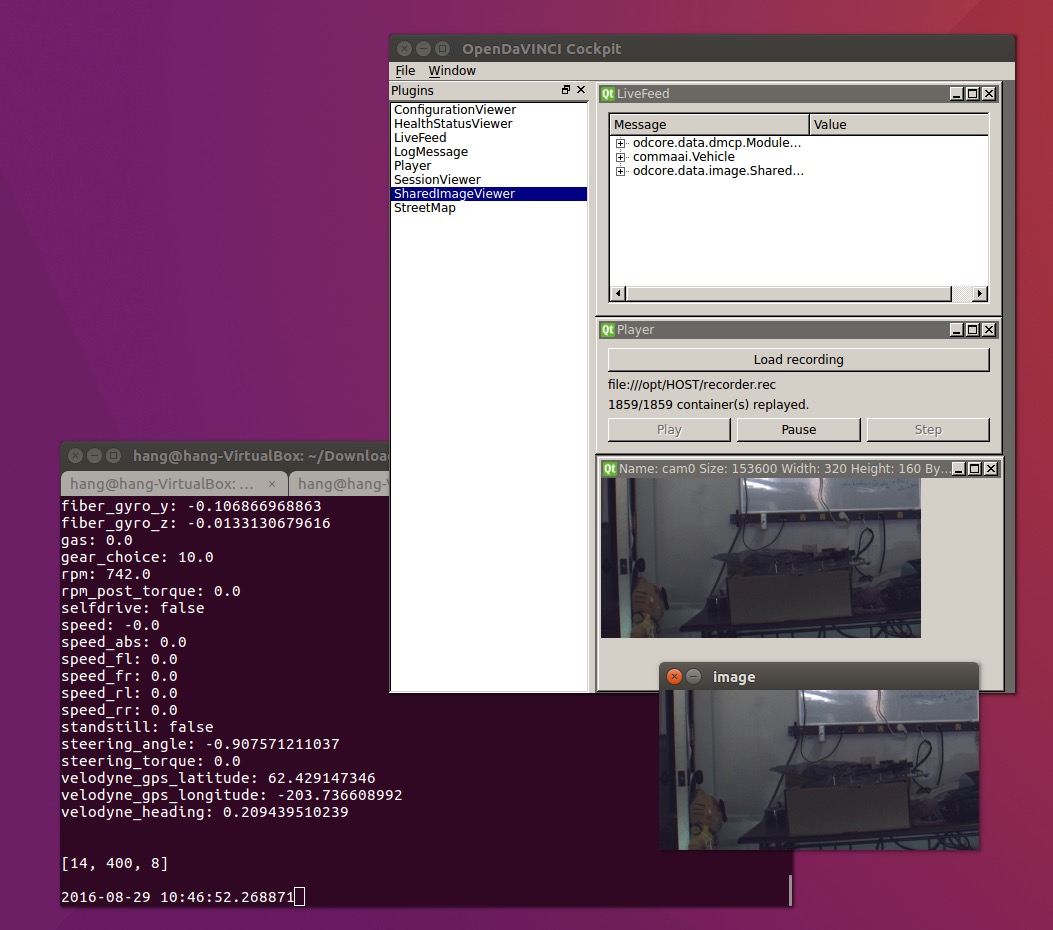 OpenDaVINCI Cockpit
File Window
Plugins
ConfigurationViewer
HealthStatusViewer
LiveFeed
LogMessage
Player
SessionViewer
SharedImageViewer
StreetMap
Qt LiveFeed
Message Value
odcore.data.dmcp.Module...
commaai.Vehicle
odcore.data.image.Shared...
Qt Player
Load recording
file:///opt/HOST/recorder.rec
1859/1859 container(s) replayed.
Play Pause Step
Qt Name: cam0 Size: 153600 Width: 320 Height: 160 By...
image
hang@hang-VirtualBox: ~/Downloa
hang@hang-VirtualBox: ... × hang@hang-V
fiber_gyro_y: -0.106866968863
fiber_gyro_z: -0.0133130679616
gas: 0.0
gear_choice: 10.0
rpm: 742.0
rpm_post_torque: 0.0
selfdrive: false
speed: -0.0
speed_abs: 0.0
speed_fl: 0.0
speed_fr: 0.0
speed_rl: 0.0
speed_rr: 0.0
standstill: false
steering_angle: -0.907571211037
steering_torque: 0.0
velodyne_gps_latitude: 62.429147346
velodyne_gps_longitude: -203.736608992
velodyne_heading: 0.209439510239
[14, 400, 8]
2016-08-29 10:46:52.268871